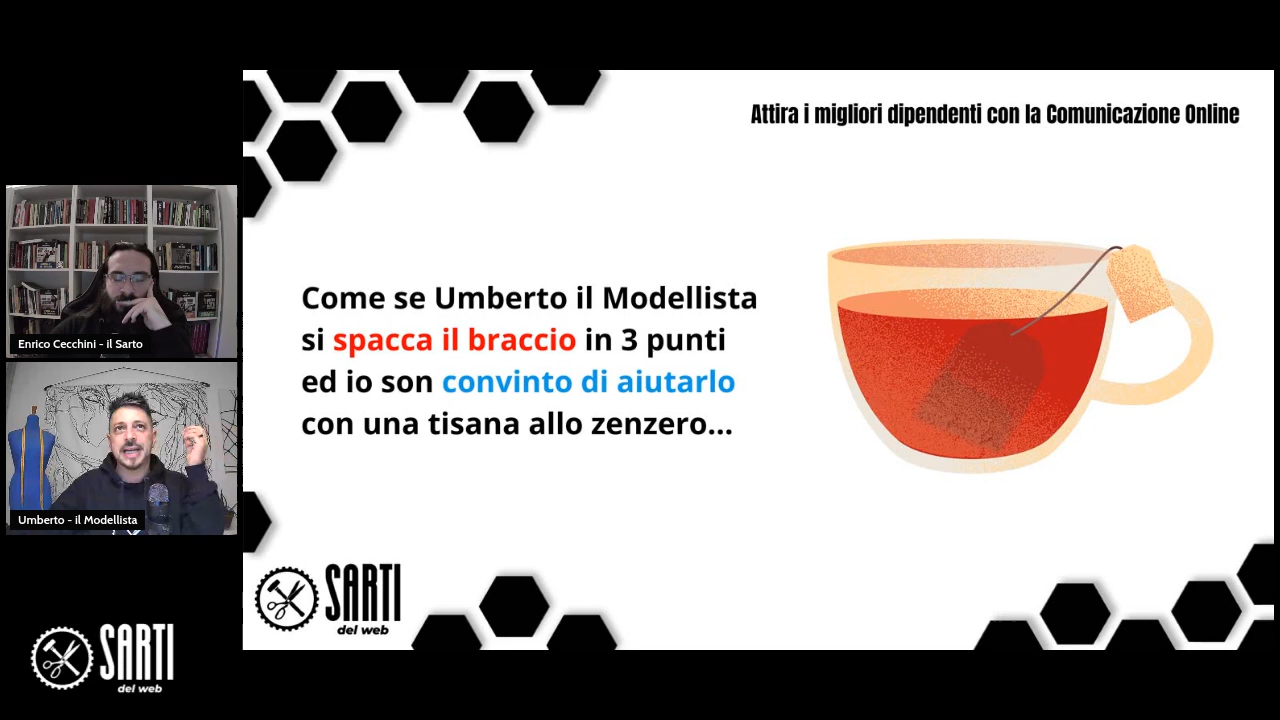 Attira i migliori dipendenti con la Comunicazione Online
Come se Umberto il Modellista
si spacca il braccio in 3 punti
ed io son convinto di aiutarlo
con una tisana allo zenzero...
Enrico Cecchini - il Sarto
Umberto - il Modellista
SARTI
del web
SARTI
del web